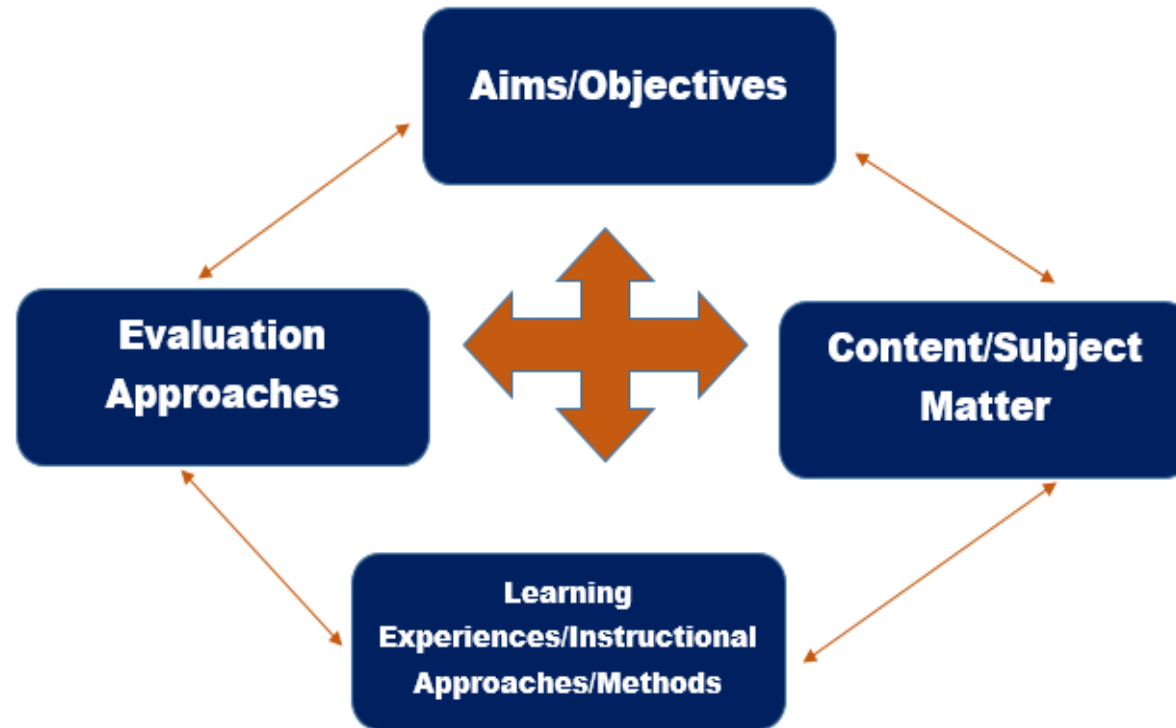 Aims/Objectives
Evaluation
Approaches
Content/Subject
Matter
Learning
Experiences/Instructional
Approaches/Methods